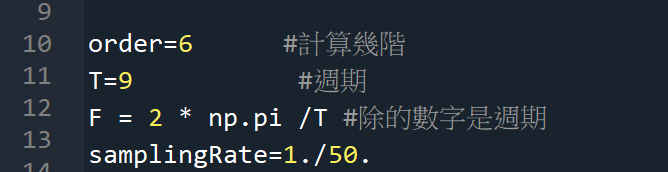 9
10 order=6 #計算幾階
11 T=9 #週期
12 F = 2 * np.pi /T #除的數字是週期
13 samplingRate=1./50.
14